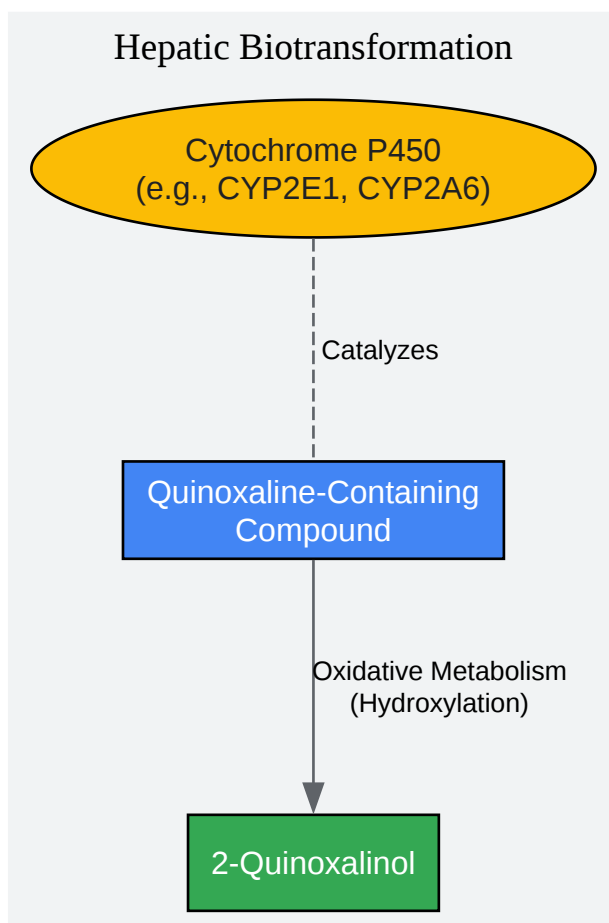 Hepatic Biotransformation
Cytochrome P450
(e.g., CYP2E1, CYP2A6)
Catalyzes
Quinoxaline-Containing
Compound
Oxidative Metabolism
(Hydroxylation)
2-Quinoxalinol